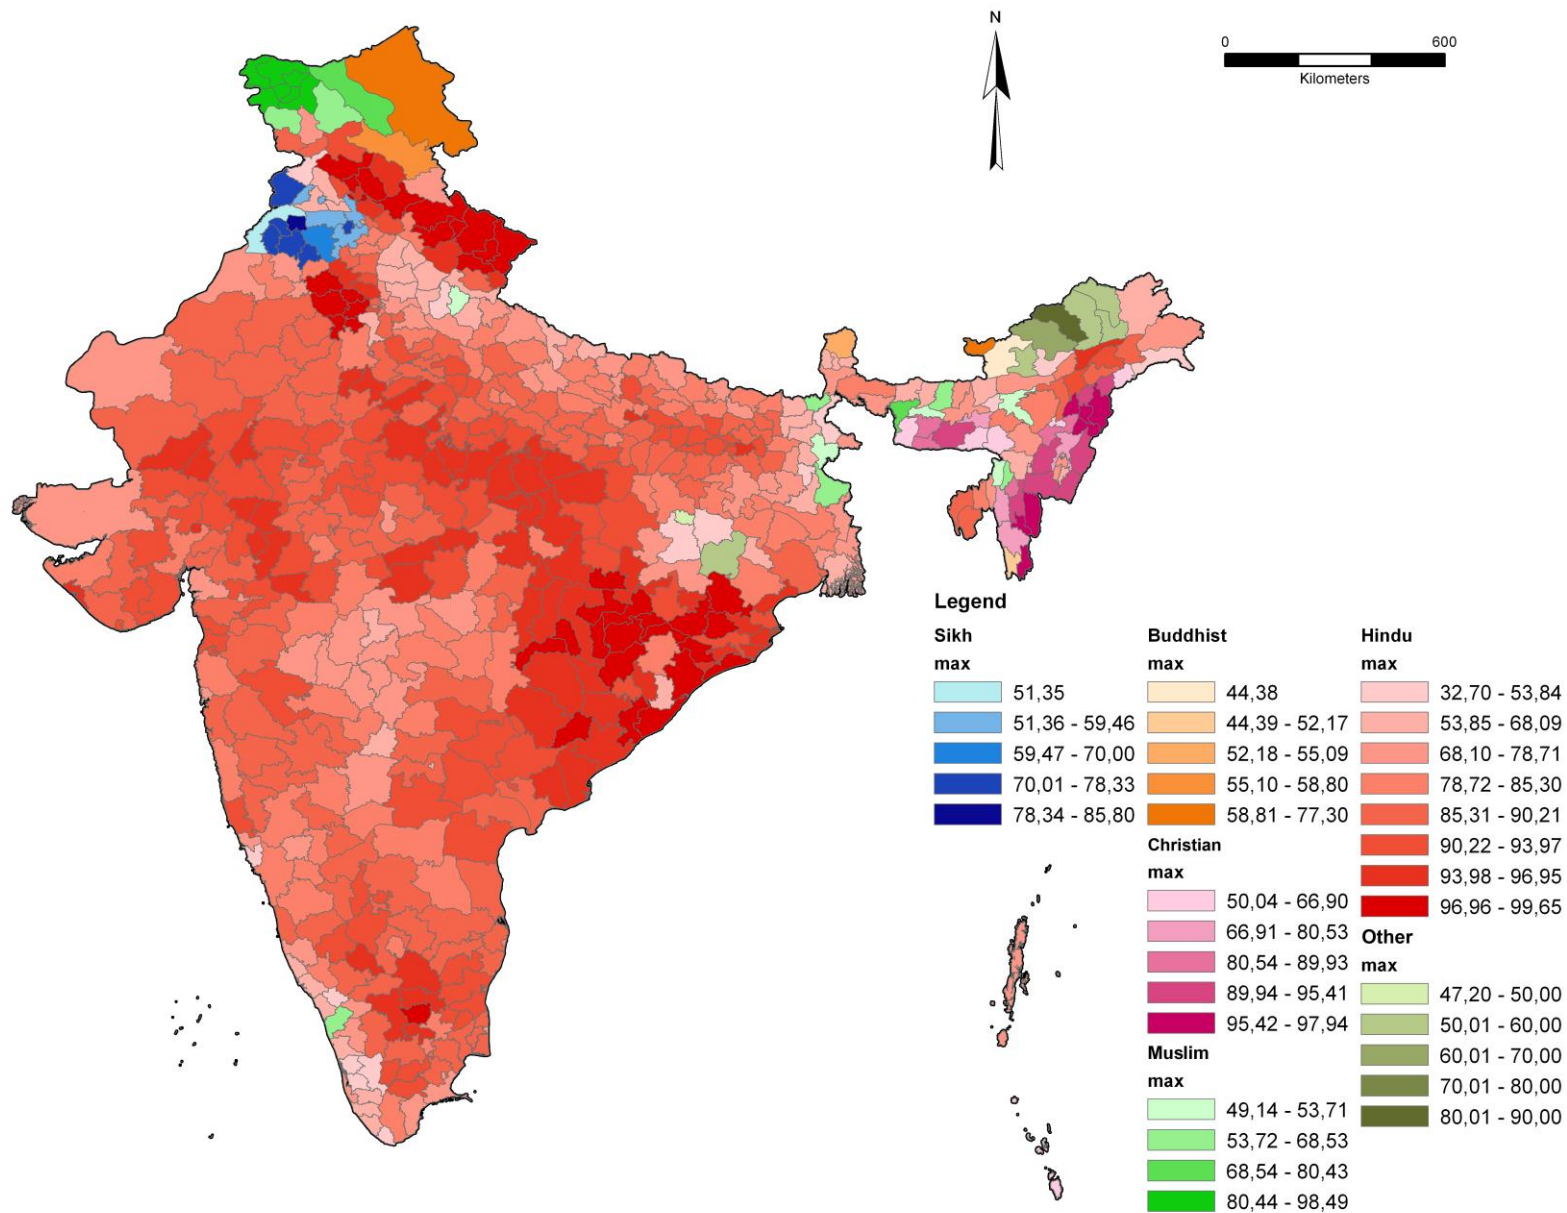 N
0 600
Kilometers
Legend
Sikh
max
51,35
51,36 - 59,46
59,47 - 70,00
70,01 - 78,33
78,34 - 85,80
Buddhist
max
44,38
44,39 - 52,17
52,18 - 55,09
55,10 - 58,80
58,81 - 77,30
Christian
max
50,04 - 66,90
66,91 - 80,53
80,54 - 89,93
89,94 - 95,41
95,42 - 97,94
Muslim
max
49,14 - 53,71
53,72 - 68,53
68,54 - 80,43
80,44 - 98,49
Hindu
max
32,70 - 53,84
53,85 - 68,09
68,10 - 78,71
78,72 - 85,30
85,31 - 90,21
90,22 - 93,97
93,98 - 96,95
96,96 - 99,65
Other
max
47,20 - 50,00
50,01 - 60,00
60,01 - 70,00
70,01 - 80,00
80,01 - 90,00